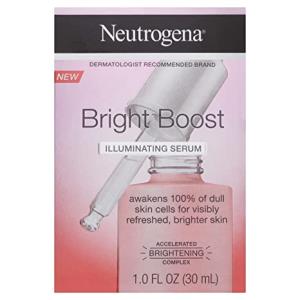 Neutrogena®
DERMATOLOGIST RECOMMENDED BRAND
NEW
Bright Boost
ILLUMINATING SERUM
awakens 100% of dull
skin cells for visibly
refreshed, brighter skin
ACCELERATED
BRIGHTENING
COMPLEX
1.0 FL OZ (30 mL)